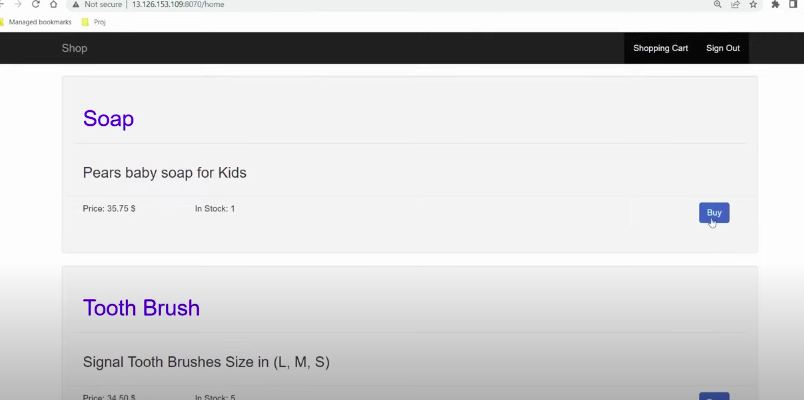 Not secure | 13.126.153.109:8070/home
Managed bookmarks Proj
Shop Shopping Cart Sign Out
Soap
Pears baby soap for Kids
Price: 35.75 $ In Stock: 1 Buy
Tooth Brush
Signal Tooth Brushes Size in (L, M, S)
Price: 34.50 $ In Stock: 5